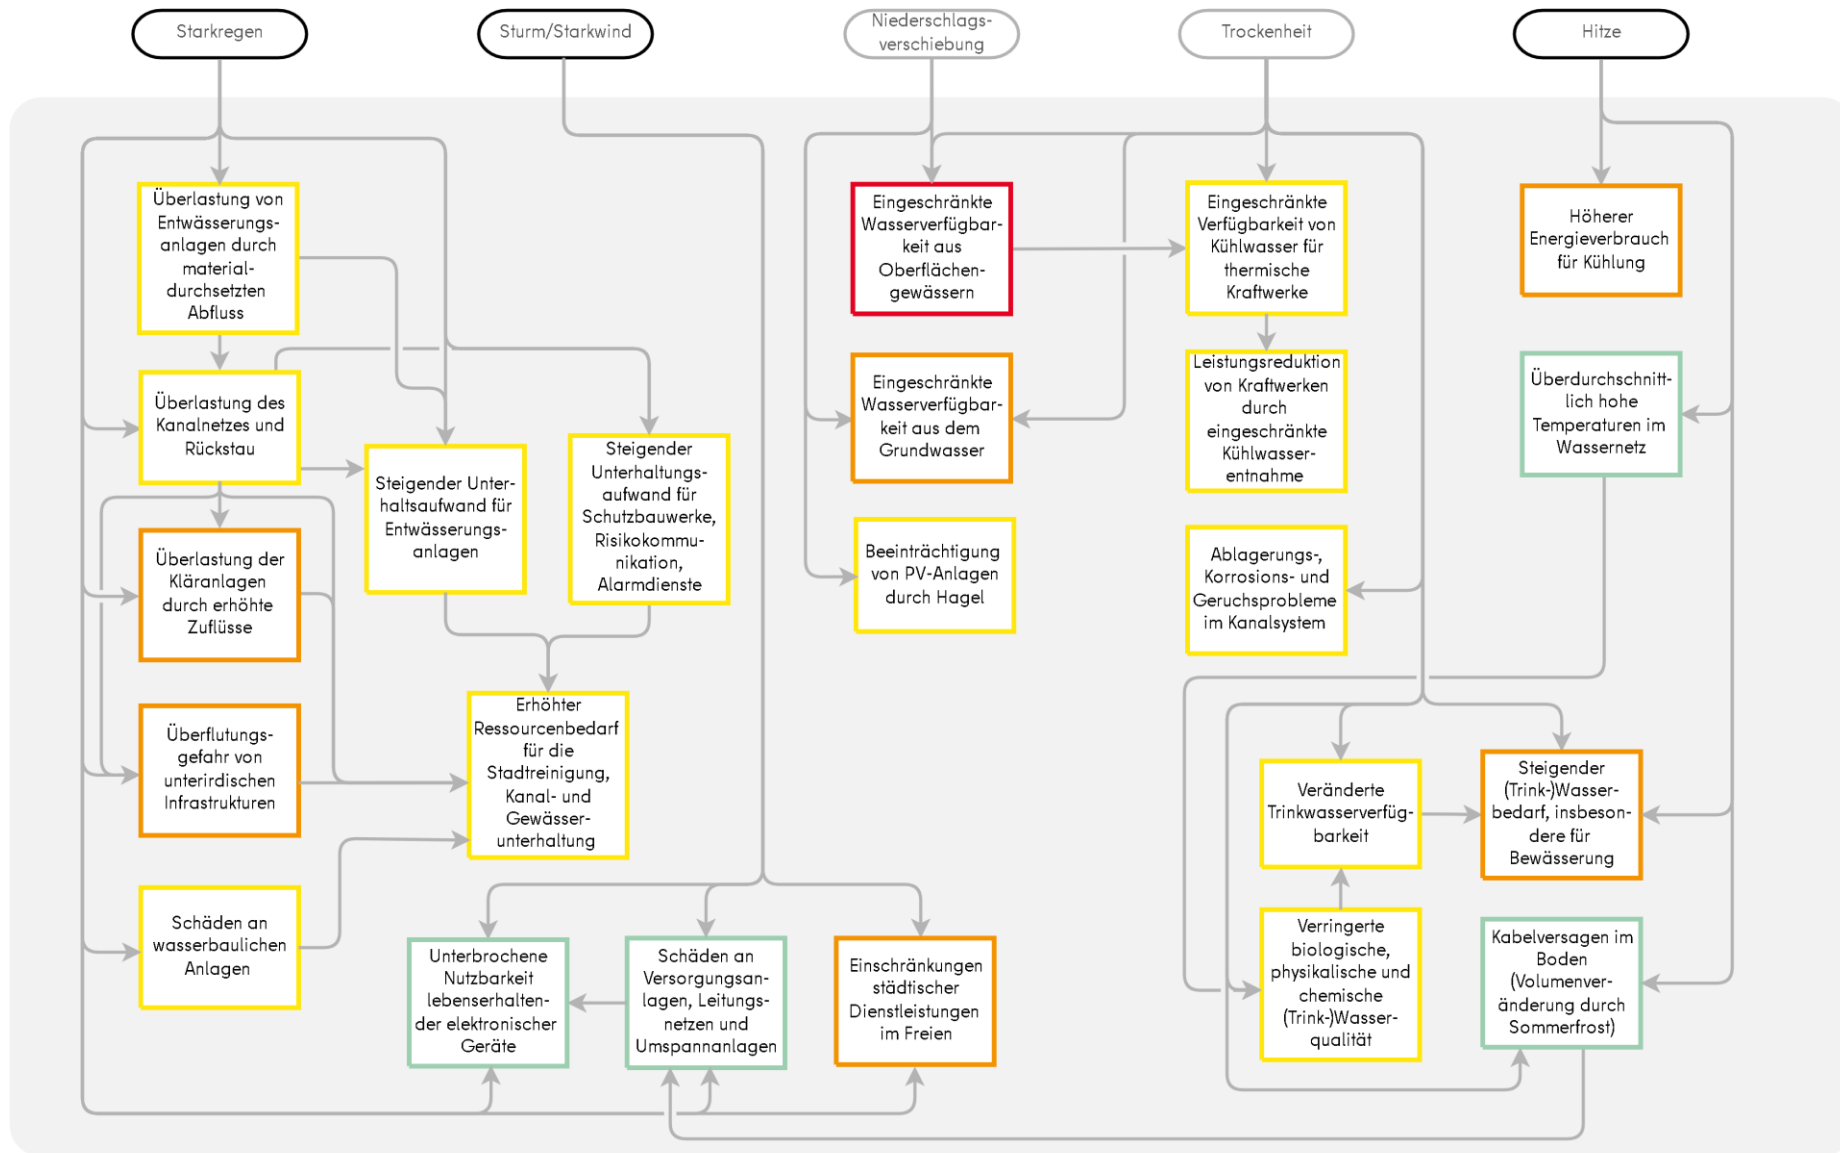 Starkregen
Sturm/Starkwind
Niederschlags-
verschiebung
Trockenheit
Hitze
Überlastung von
Entwässerungs-
anlagen durch
material-
durchsetzten
Abfluss
Eingeschränkte
Wasserverfügbar-
keit aus
Oberflächen-
gewässern
Eingeschränkte
Verfügbarkeit von
Kühlwasser für
thermische
Kraftwerke
Höherer
Energieverbrauch
für Kühlung
Überlastung des
Kanalnetzes und
Rückstau
Eingeschränkte
Wasserverfügbar-
keit aus dem
Grundwasser
Leistungsreduktion
von Kraftwerken
durch
eingeschränkte
Kühlwasser-
entnahme
Überdurchschnitt-
lich hohe
Temperaturen im
Wassernetz
Steigender Unter-
haltsaufwand für
Entwässerungs-
anlagen
Steigender
Unterhaltungs-
aufwand für
Schutzbauwerke,
Risikokommu-
nikation,
Alarmdienste
Überlastung der
Kläranlagen
durch erhöhte
Zuflüsse
Beeinträchtigung
von PV-Anlagen
durch Hagel
Ablagerungs-,
Korrosions- und
Geruchsprobleme
im Kanalsystem
Überflutungs-
gefahr von
unterirdischen
Infrastrukturen
Erhöhter
Ressourcenbedarf
für die
Stadtreinigung,
Kanal- und
Gewässer-
unterhaltung
Veränderte
Trinkwasserverfüg-
barkeit
Steigender
(Trink-)Wasser-
bedarf, insbeson-
dere für
Bewässerung
Schäden an
wasserbaulichen
Anlagen
Unterbrochene
Nutzbarkeit
lebenserhalten-
der elektronischer
Geräte
Schäden an
Versorgungsan-
lagen, Leitungs-
netzen und
Umspannanlagen
Einschränkungen
städtischer
Dienstleistungen
im Freien
Verringerte
biologische,
physikalische und
chemische
(Trink-)Wasser-
qualität
Kabelversagen im
Boden
(Volumenver-
änderung durch
Sommerfrost)